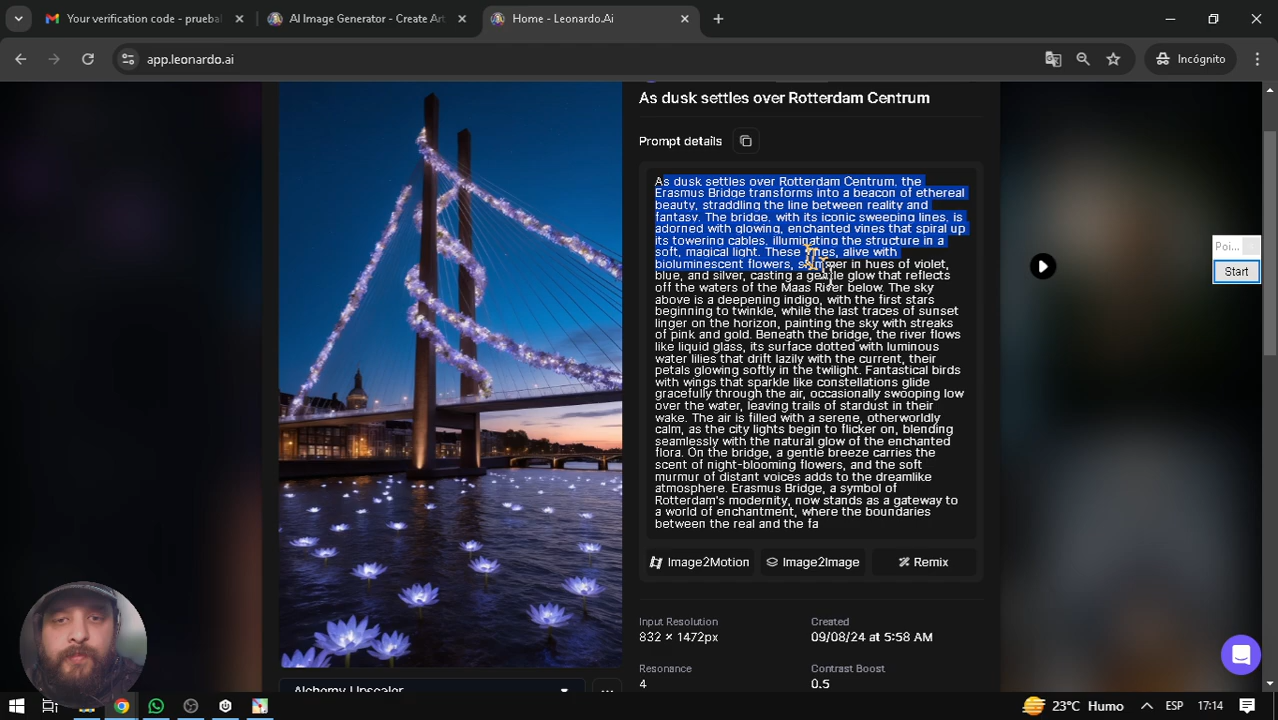 Your verification code - prueba
AI Image Generator - Create Art
Home - Leonardo.Ai
app.leonardo.ai
Incógnito
As dusk settles over Rotterdam Centrum
Prompt details
As dusk settles over Rotterdam Centrum, the
Erasmus Bridge transforms into a beacon of ethereal
beauty, straddling the line between reality and
fantasy. The bridge, with its iconic sweeping lines, is
adorned with glowing, enchanted vines that spiral up
its towering cables, illuminating the structure in a
soft, magical light. These vines, alive with
bioluminescent flowers, shimmer in hues of violet,
blue, and silver, casting a gentle glow that reflects
off the waters of the Maas River below. The sky
above is a deepening indigo, with the first stars
beginning to twinkle, while the last traces of sunset
linger on the horizon, painting the sky with streaks
of pink and gold. Beneath the bridge, the river flows
like liquid glass, its surface dotted with luminous
water lilies that drift lazily with the current, their
petals glowing softly in the twilight. Fantastical birds
with wings that sparkle like constellations glide
gracefully through the air, occasionally swooping low
over the water, leaving trails of stardust in their
wake. The air is filled with a serene, otherworldly
calm, as the city lights begin to flicker on, blending
seamlessly with the natural glow of the enchanted
flora. On the bridge, a gentle breeze carries the
scent of night-blooming flowers, and the soft
murmur of distant voices adds to the dreamlike
atmosphere. Erasmus Bridge, a symbol of
Rotterdam's modernity, now stands as a gateway to
a world of enchantment, where the boundaries
between the real and the fa
Image2Motion
Image2Image
Remix
Input Resolution
832 × 1472px
Created
09/08/24 at 5:58 AM
Resonance
4
Contrast Boost
0.5
Alchemy Upscaler
Poi...
Start
23°C Humo
ESP
17:14